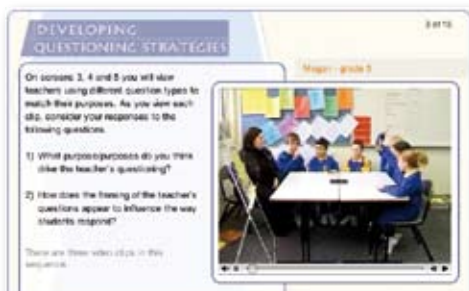 DEVELOPING
QUESTIONING STRATEGIES
On screens 3, 4 and 5 you will view
teachers using different question types to
match their purposes. As you view each
clip, consider your responses to the
following questions.
1) What purpose/purposes do you think
drive the teacher's questioning?
2) How does the framing of the teacher's
questions appear to influence the way
students respond?
There are three video clips in this
sequence.
Megan - grade 5